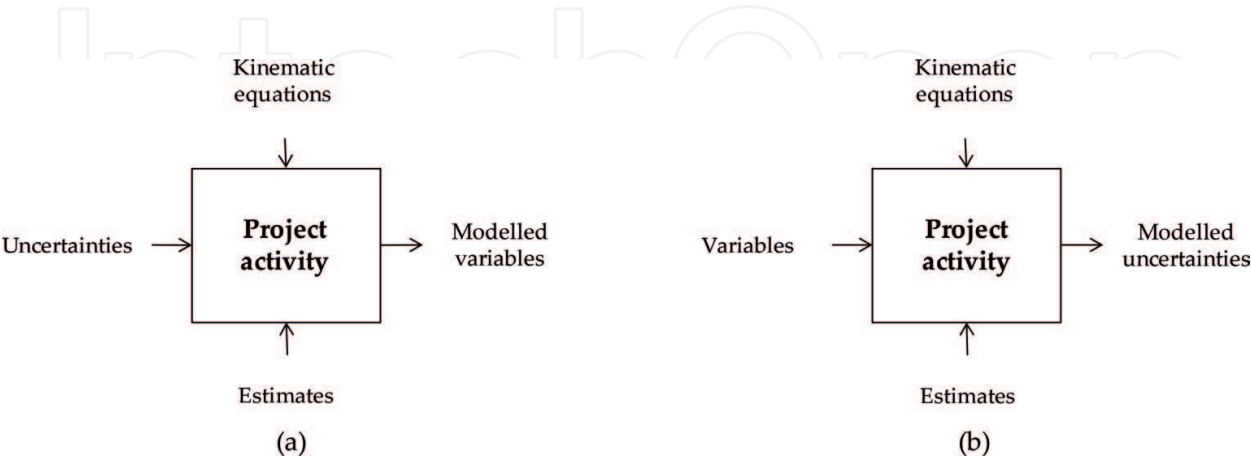 Kinematic
equations
Uncertainties
Project
activity
Modelled
variables
Estimates
(a)
Kinematic
equations
Variables
Project
activity
Modelled
uncertainties
Estimates
(b)